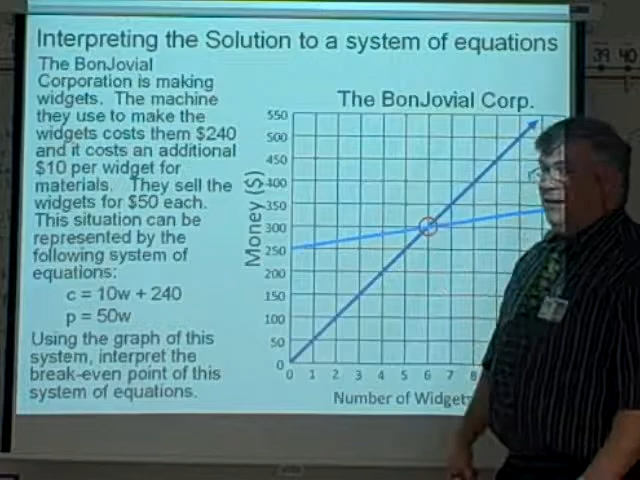 Interpreting the Solution to a system of equations
The BonJovial
Corporation is making
widgets. The machine
they use to make the
widgets costs them $240
and it costs an additional
$10 per widget for
materials. They sell the
widgets for $50 each.
This situation can be
represented by the
following system of
equations:
c = 10w + 240
p = 50w
Using the graph of this
system, interpret the
break-even point of this
system of equations.
The BonJovial Corp.
Money ($)
550
500
450
400
350
300
250
200
150
100
50
0
0 1 2 3 4 5 6 7 8
Number of Widgets
39 40